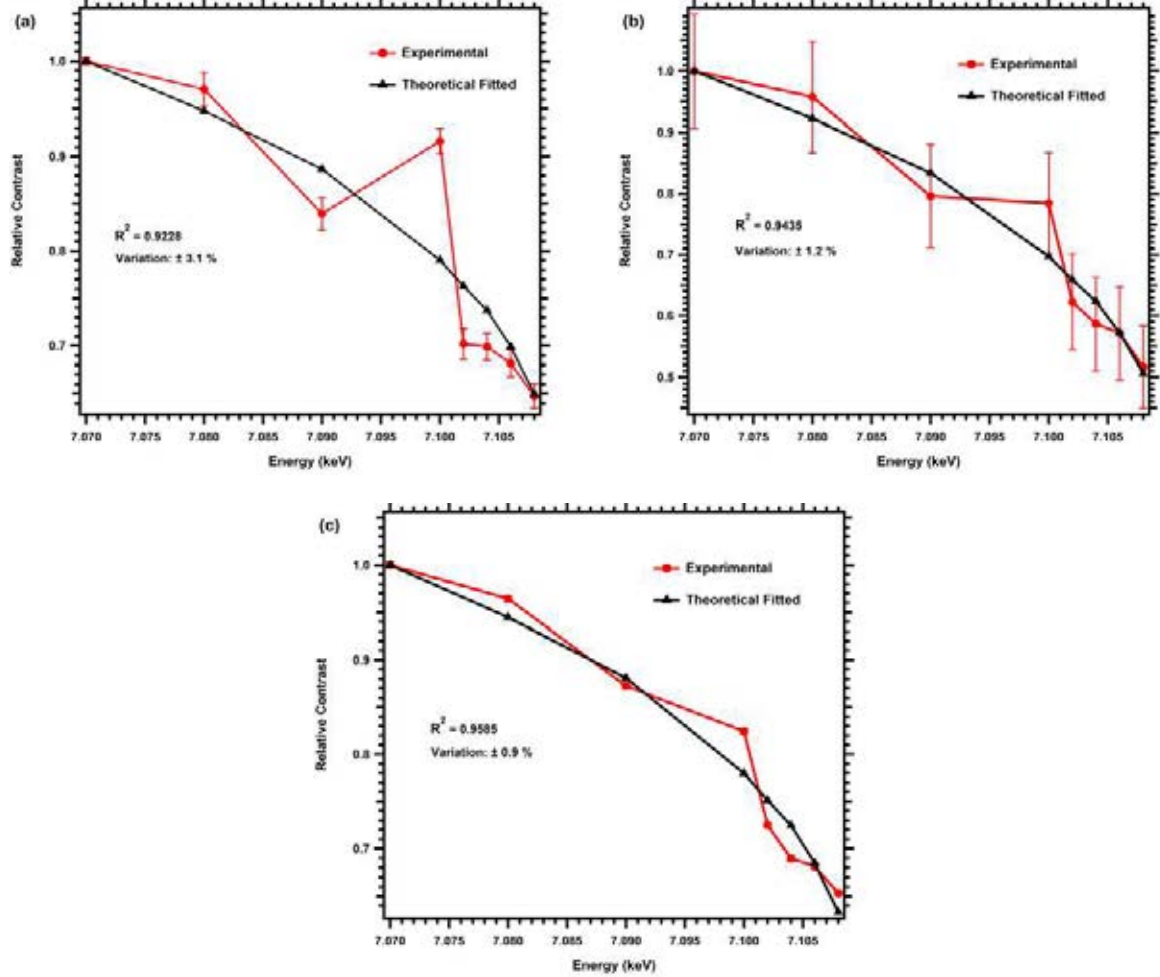 (a)
Relative Contrast
1.0
0.9
0.8
0.7
Experimental
Theoretical Fitted
R² = 0.9228
Variation: ± 3.1 %
7.070 7.075 7.080 7.085 7.090 7.095 7.100 7.105
Energy (keV)
(b)
Relative Contrast
1.0
0.9
0.8
0.7
0.6
0.5
Experimental
Theoretical Fitted
R² = 0.9435
Variation: ± 1.2 %
7.070 7.075 7.080 7.085 7.090 7.095 7.100 7.105
Energy (keV)
(c)
Relative Contrast
1.0
0.9
0.8
0.7
Experimental
Theoretical Fitted
R² = 0.9585
Variation: ± 0.9 %
7.070 7.075 7.080 7.085 7.090 7.095 7.100 7.105
Energy (keV)